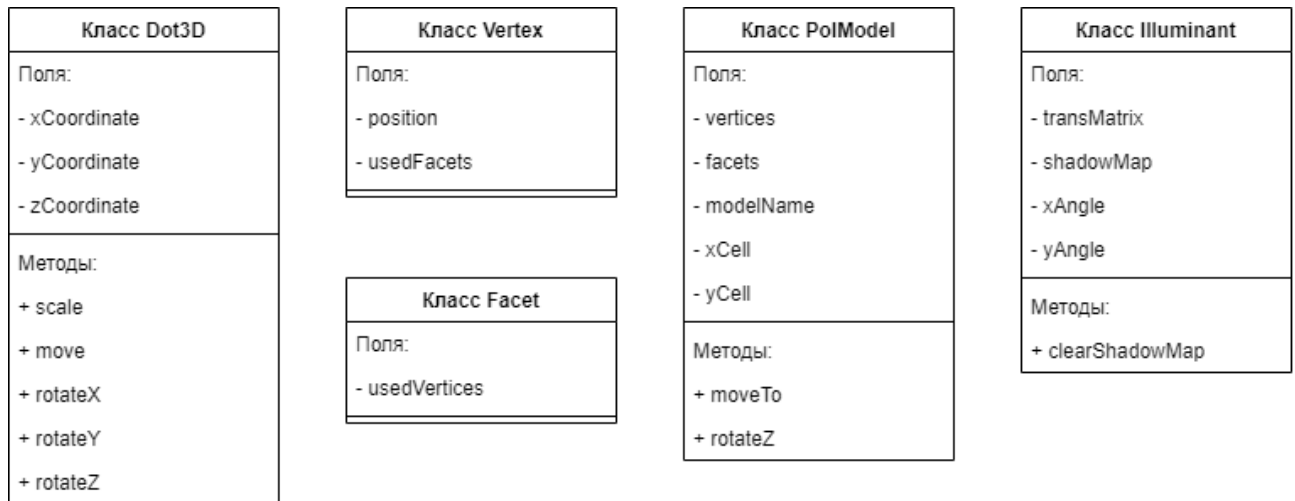 Класс Dot3D
Поля:
- xCoordinate
- yCoordinate
- zCoordinate
Методы:
+ scale
+ move
+ rotateX
+ rotateY
+ rotateZ
Класс Vertex
Поля:
- position
- usedFacets
Класс Facet
Поля:
- usedVertices
Класс PolModel
Поля:
- vertices
- facets
- modelName
- xCell
- yCell
Методы:
+ moveTo
+ rotateZ
Класс Illuminant
Поля:
- transMatrix
- shadowMap
- xAngle
- yAngle
Методы:
+ clearShadowMap